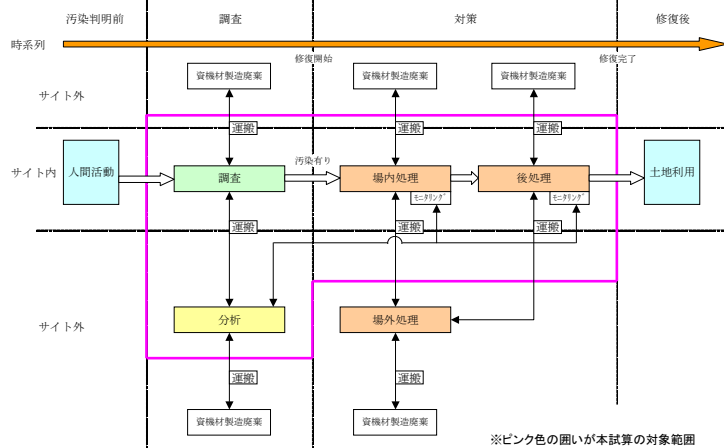 汚染判明前 調査 対策 修復後
時系列
修復開始 修復完了
資機材製造廃棄 資機材製造廃棄 資機材製造廃棄
サイト外
運搬 運搬 運搬
汚染有り
サイト内 人間活動 調査 場内処理 後処理 土地利用
モニタリング モニタリング
運搬 運搬 運搬
サイト外 分析 場外処理
運搬 運搬
資機材製造廃棄 資機材製造廃棄
※ピンク色の囲いが本試算の対象範囲